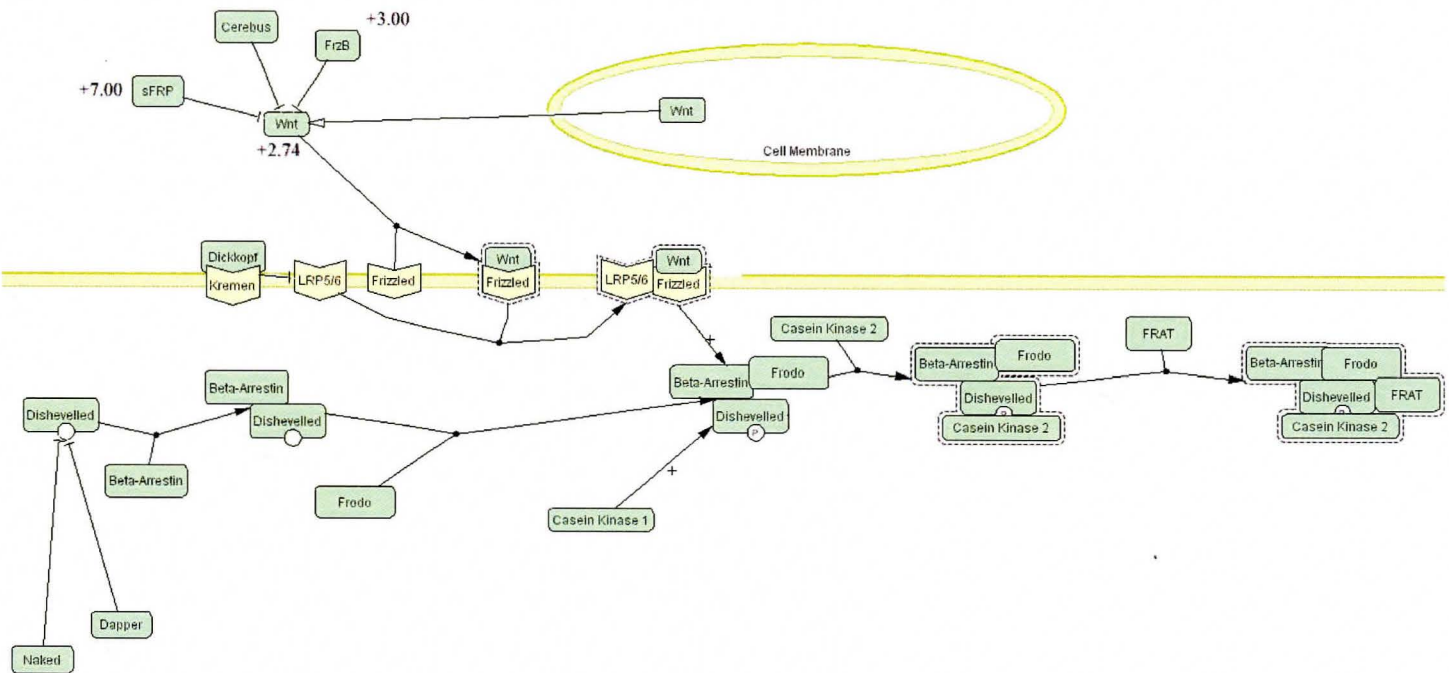 Cerebus
+3.00
FrzB
+7.00
sFRP
Wnt
+2.74
Wnt
Cell Membrane
Dickkopf
Kremen
LRP5/6
Frizzled
Wnt
Frizzled
LRP5/6
Wnt
Frizzled
Casein Kinase 2
FRAT
+
Beta-Arrestin
Frodo
Dishevelled
P
Beta-Arrestin
Frodo
Dishevelled
Casein Kinase 2
Beta-Arrestin
Frodo
Dishevelled
FRAT
Casein Kinase 2
Dishevelled
Beta-Arrestin
Dishevelled
Beta-Arrestin
Frodo
+
Casein Kinase 1
Dapper
Naked